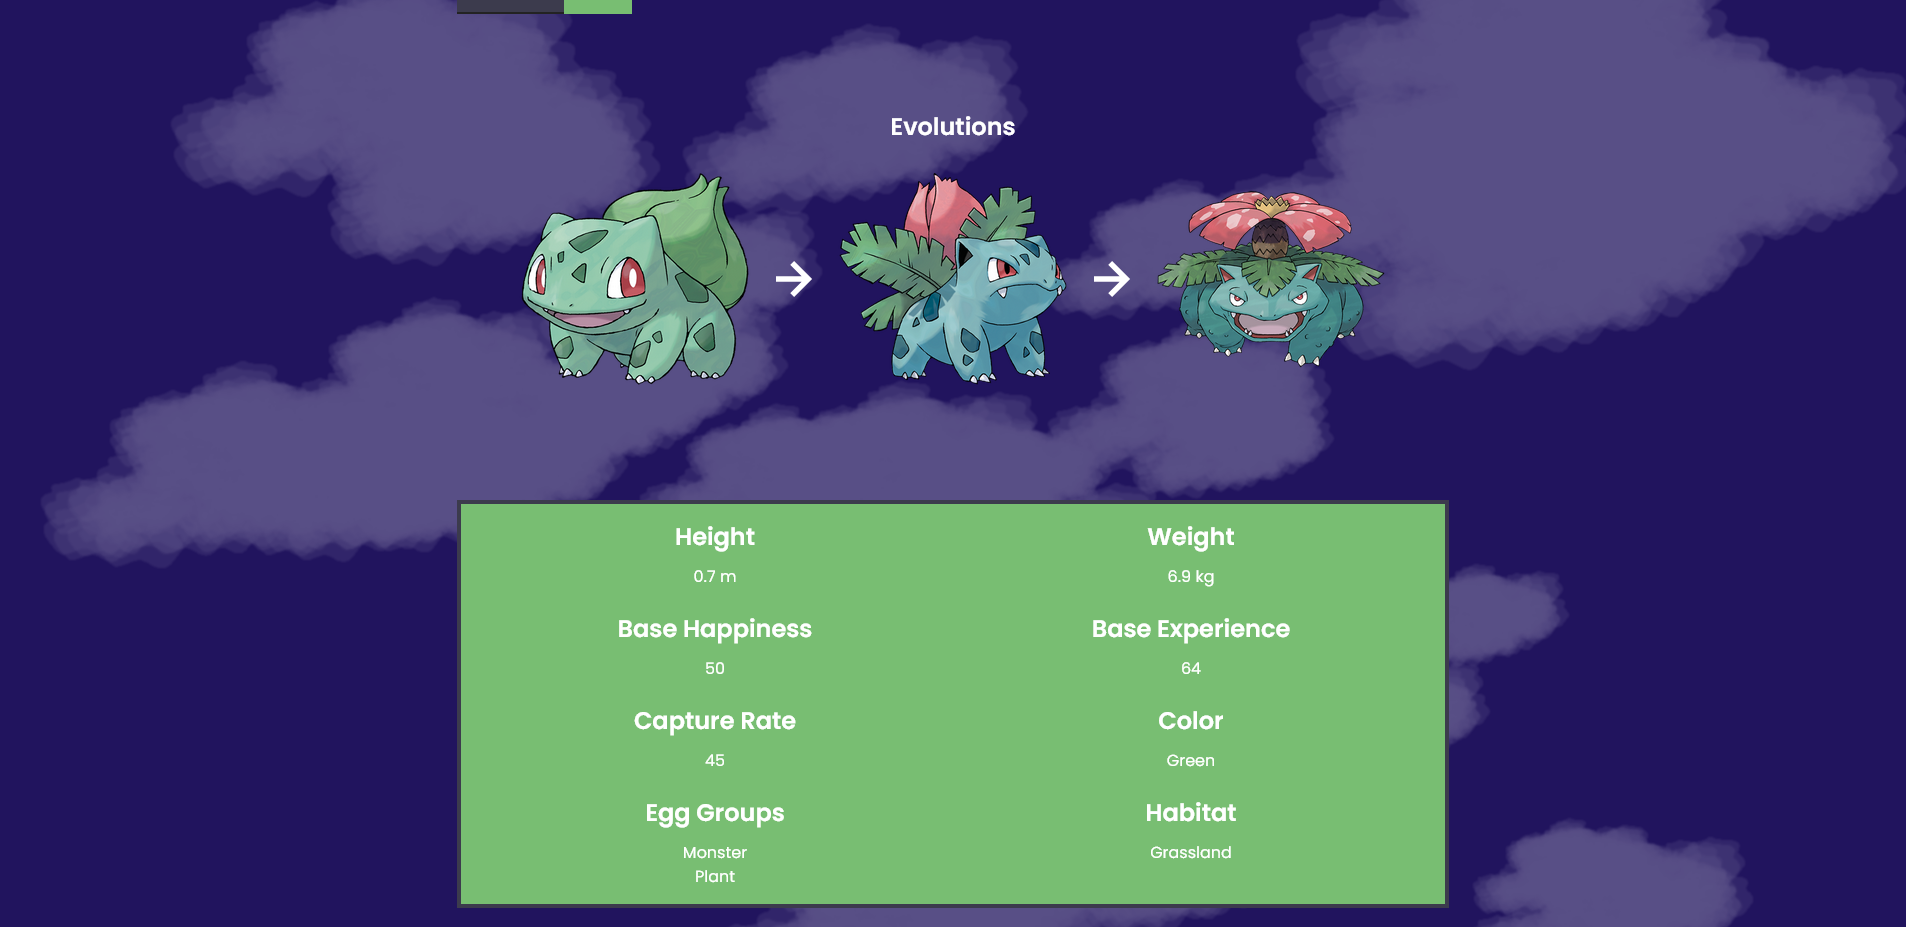 Evolutions
Height
Weight
0.7 m
6.9 kg
Base Happiness
Base Experience
50
64
Capture Rate
Color
45
Green
Egg Groups
Habitat
Monster
Grassland
Plant